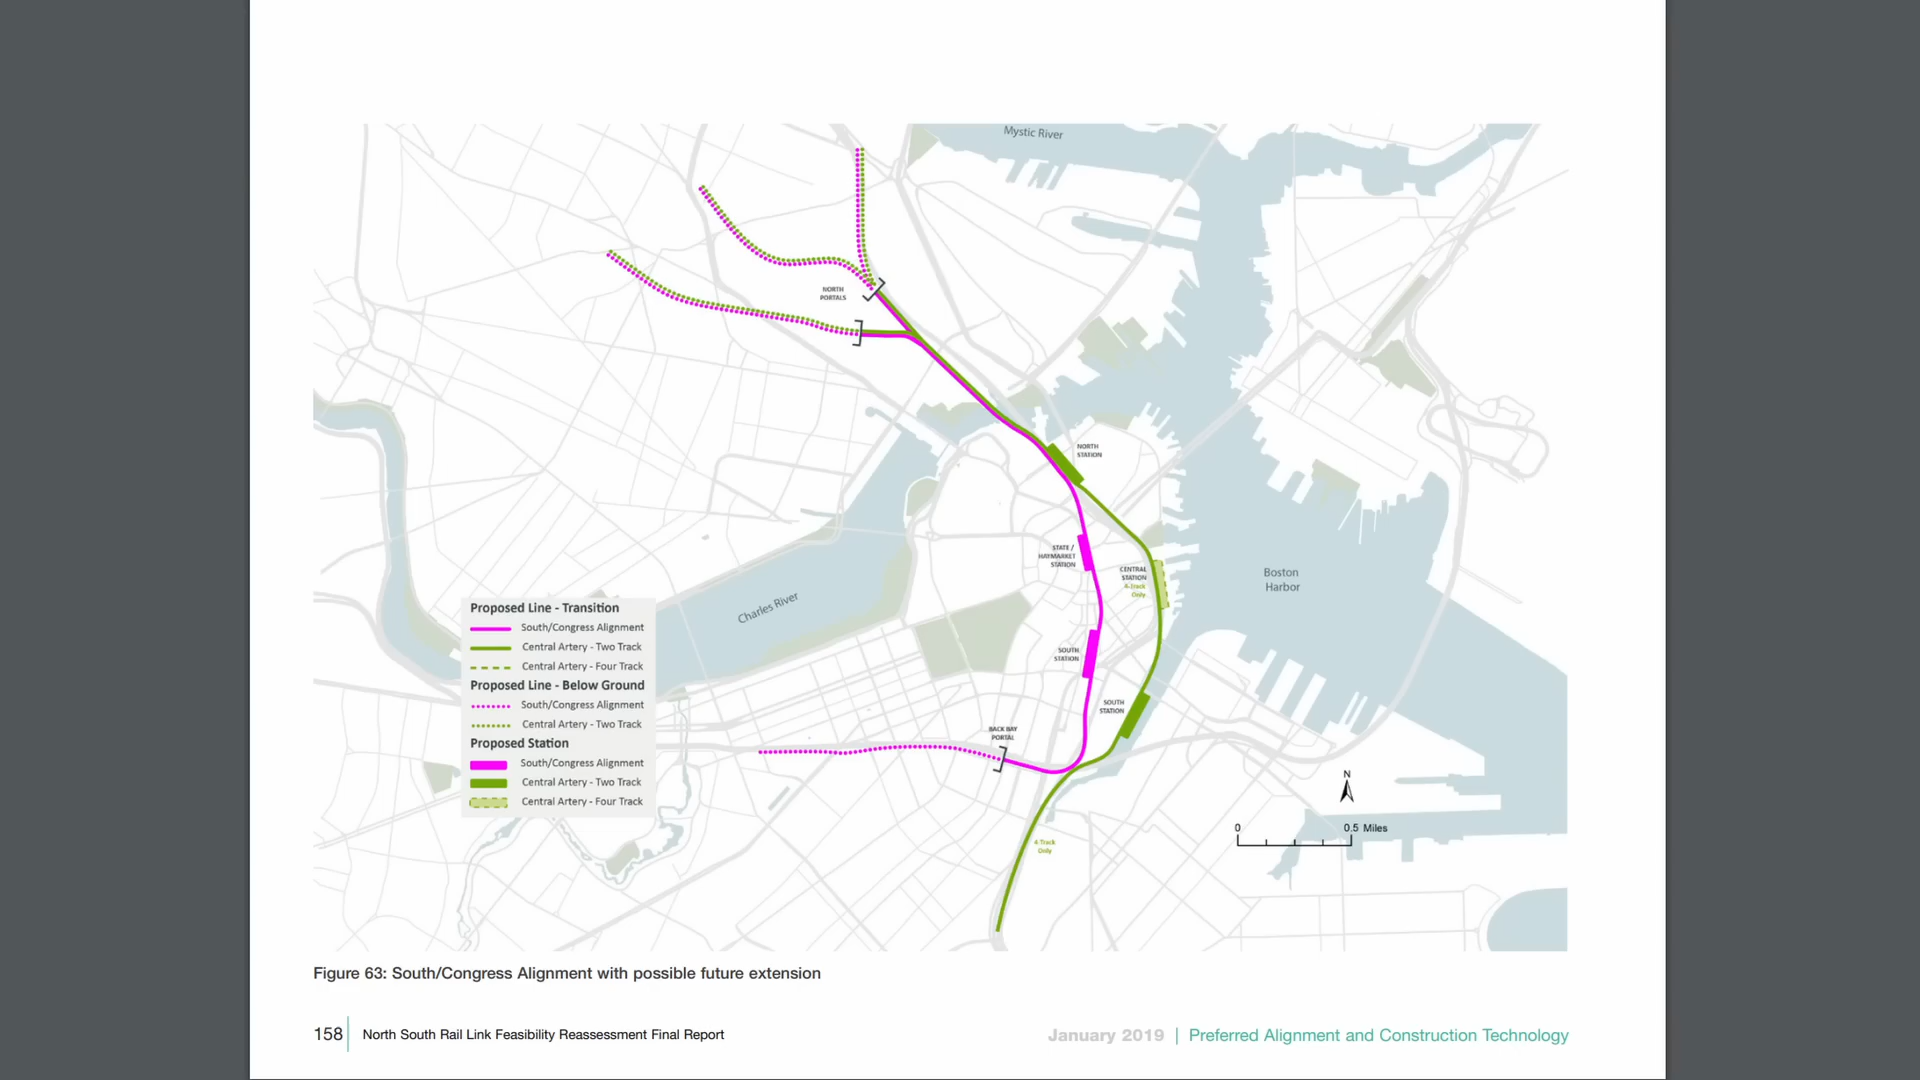 Mystic River
NORTH
PORTALS
NORTH
STATION
STATE /
HAYMARKET
STATION
CENTRAL
STATION
4-Track
Only
Boston
Harbor
Charles River
Proposed Line - Transition
South/Congress Alignment
Central Artery - Two Track
Central Artery - Four Track
Proposed Line - Below Ground
South/Congress Alignment
Central Artery - Two Track
Proposed Station
South/Congress Alignment
Central Artery - Two Track
Central Artery - Four Track
SOUTH
STATION
SOUTH
STATION
BACK BAY
PORTAL
4-Track
Only
N
0 0.5 Miles
Figure 63: South/Congress Alignment with possible future extension
158 North South Rail Link Feasibility Reassessment Final Report
January 2019 | Preferred Alignment and Construction Technology